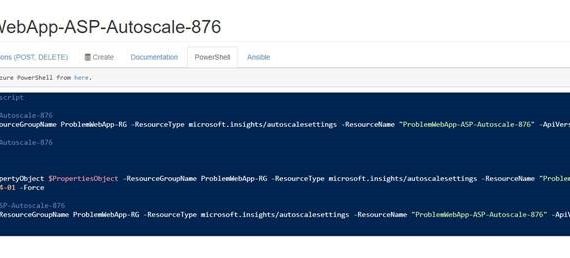 WebApp-ASP-Autoscale-876
ons (POST, DELETE) Create Documentation PowerShell Ansible
zure PowerShell from here.
script
Autoscale-876
ourceGroupName ProblemWebApp-RG -ResourceType microsoft.insights/autoscalesettings -ResourceName "ProblemWebApp-ASP-Autoscale-876" -ApiVers
Autoscale-876
pertyObject $PropertiesObject -ResourceGroupName ProblemWebApp-RG -ResourceType microsoft.insights/autoscalesettings -ResourceName "Proble
4-01 -Force
SP-Autoscale-876
ResourceGroupName ProblemWebApp-RG -ResourceType microsoft.insights/autoscalesettings -ResourceName "ProblemWebApp-ASP-Autoscale-876" -Api